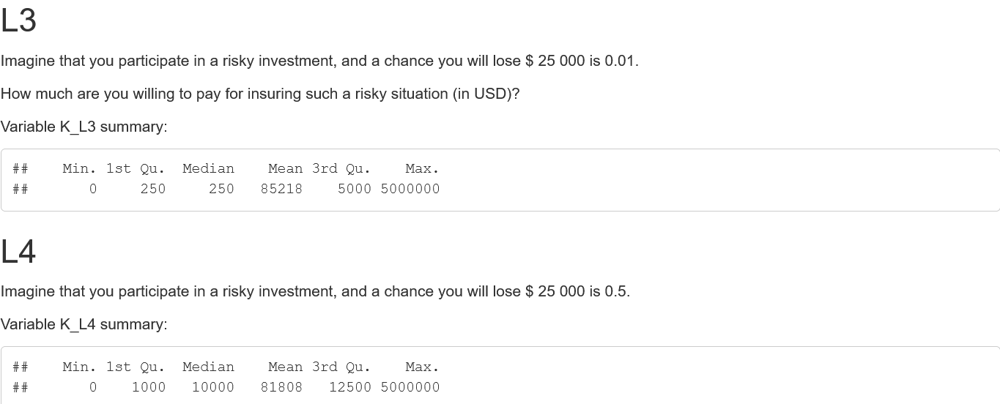 L3
Imagine that you participate in a risky investment, and a chance you will lose $ 25 000 is 0.01.
How much are you willing to pay for insuring such a risky situation (in USD)?
Variable K_L3 summary:
##    Min. 1st Qu.  Median    Mean 3rd Qu.    Max.
##       0     250     250   85218    5000 5000000
L4
Imagine that you participate in a risky investment, and a chance you will lose $ 25 000 is 0.5.
Variable K_L4 summary:
##    Min. 1st Qu.  Median    Mean 3rd Qu.    Max.
##       0    1000   10000   81808   12500 5000000